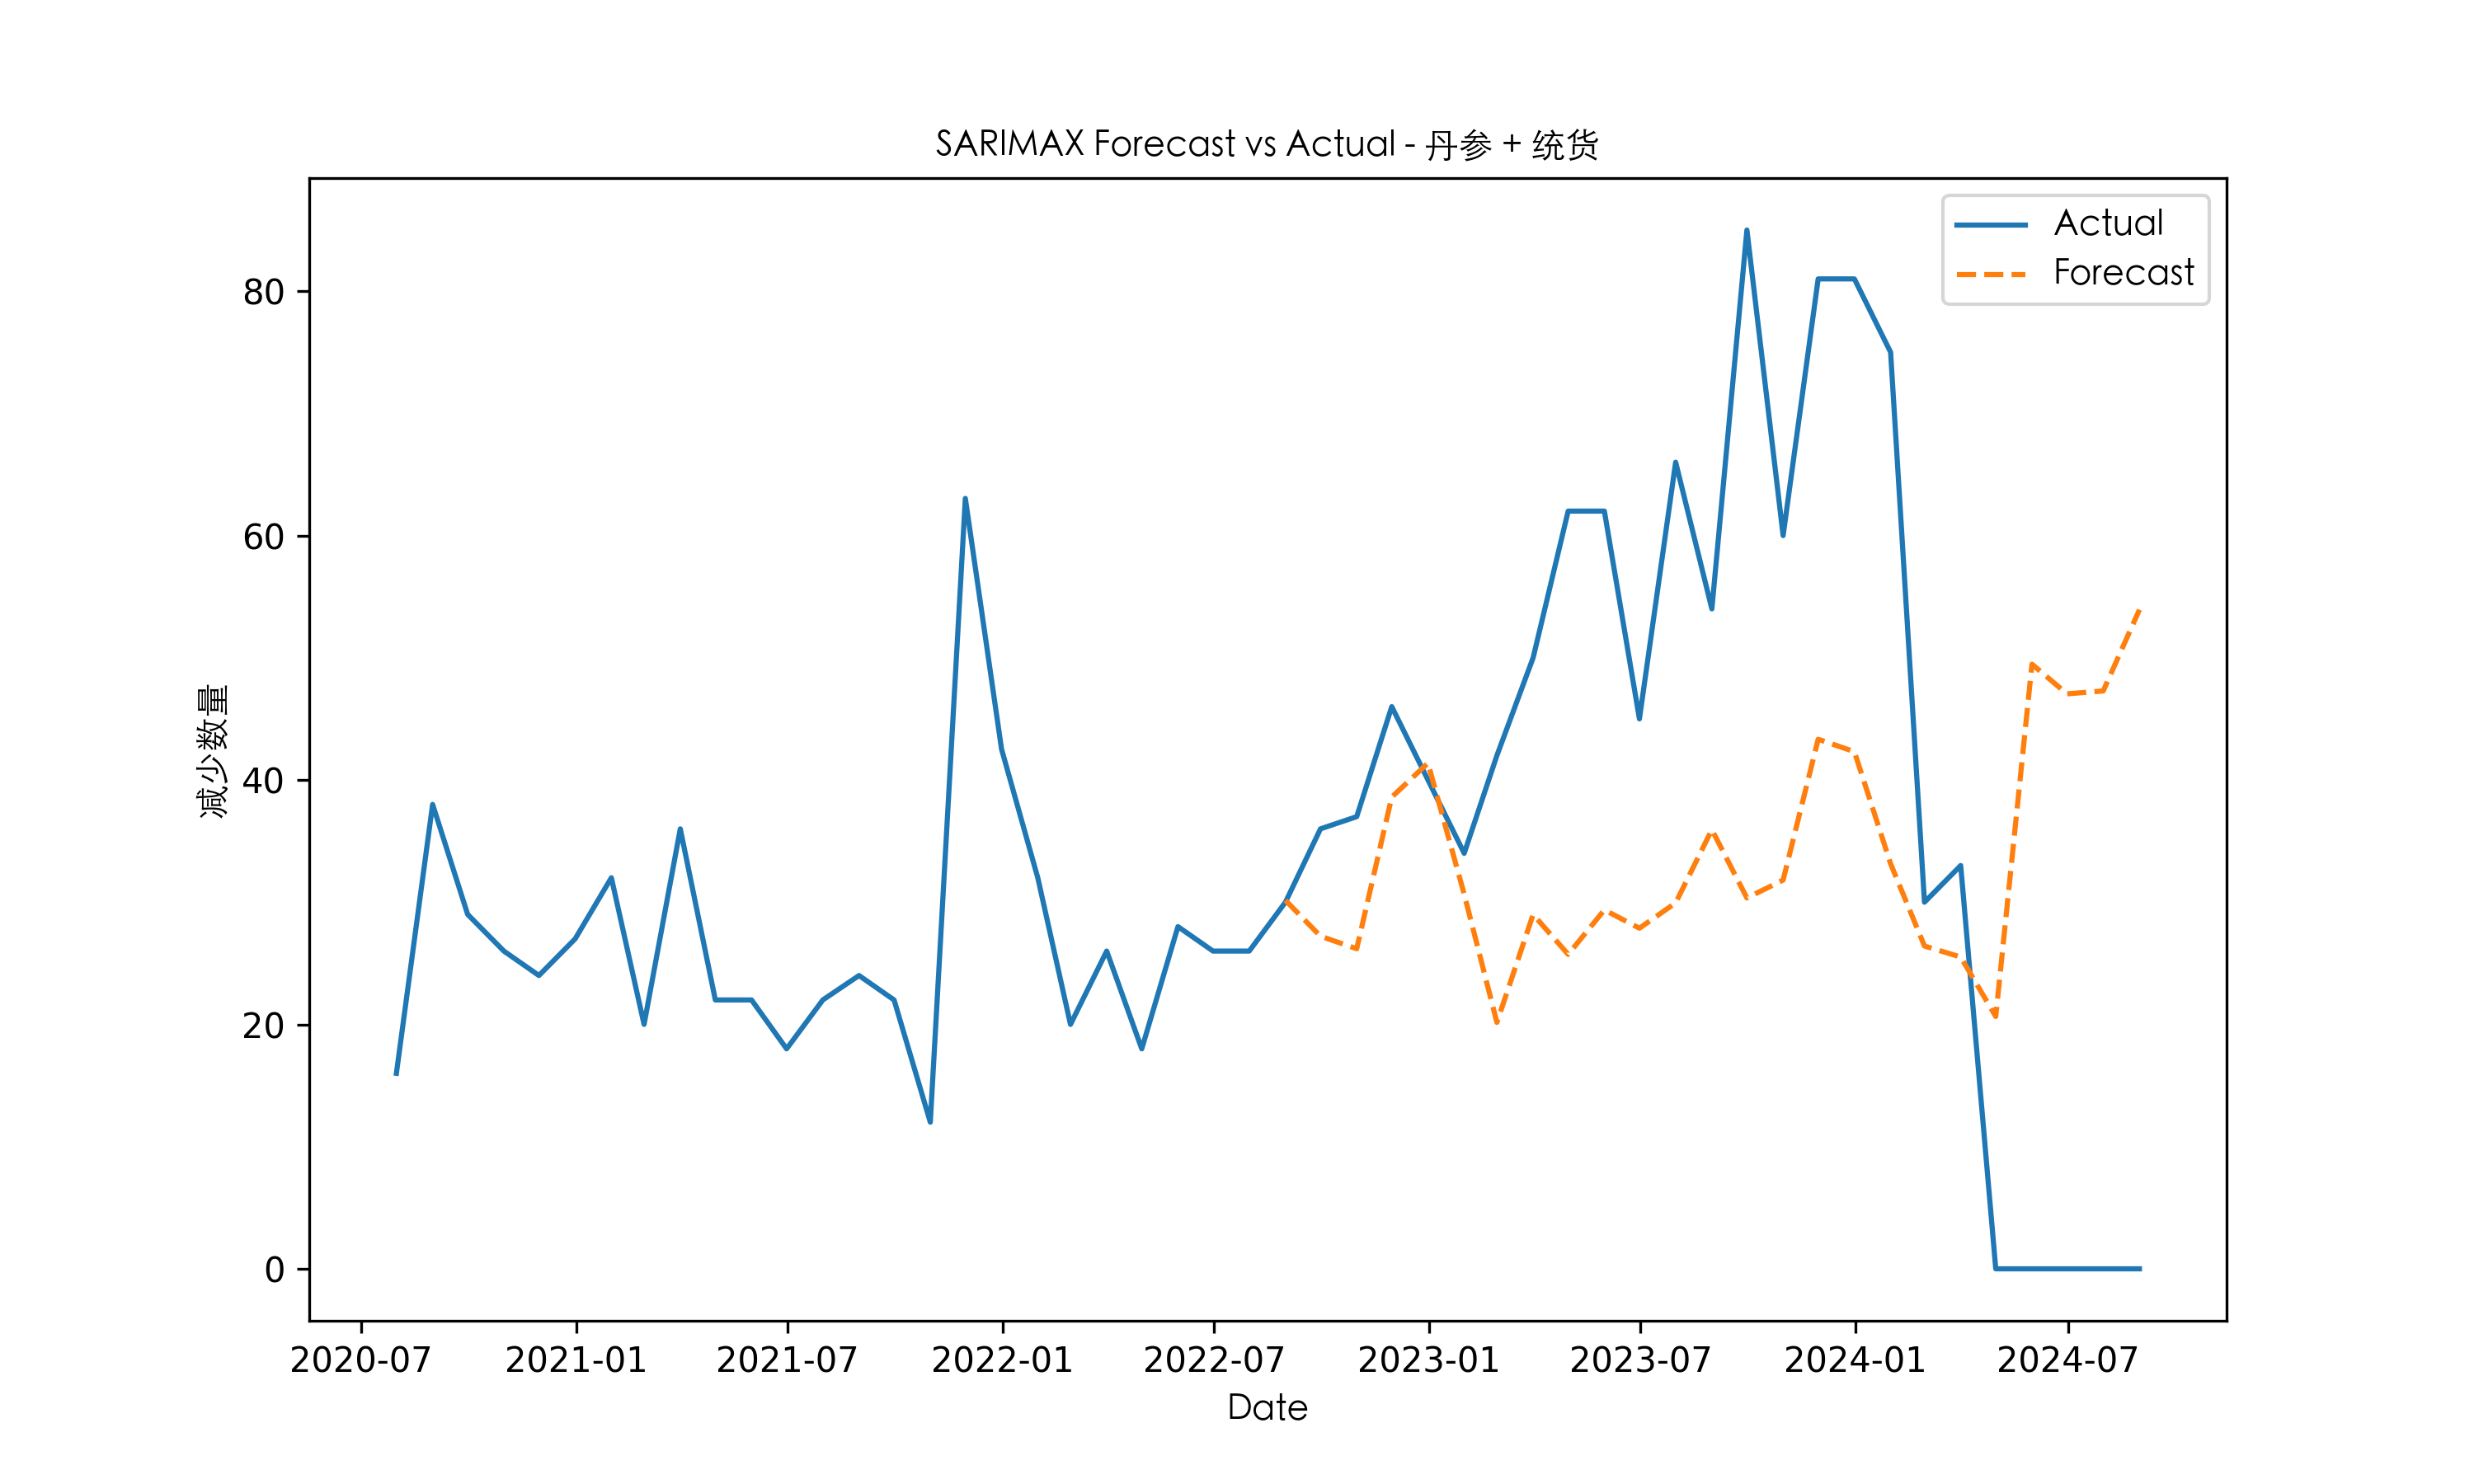 SARIMAX Forecast vs Actual - 丹参 + 统货
Actual
Forecast
减少数量
80
60
40
20
0
2020-07
2021-01
2021-07
2022-01
2022-07
2023-01
2023-07
2024-01
2024-07
Date